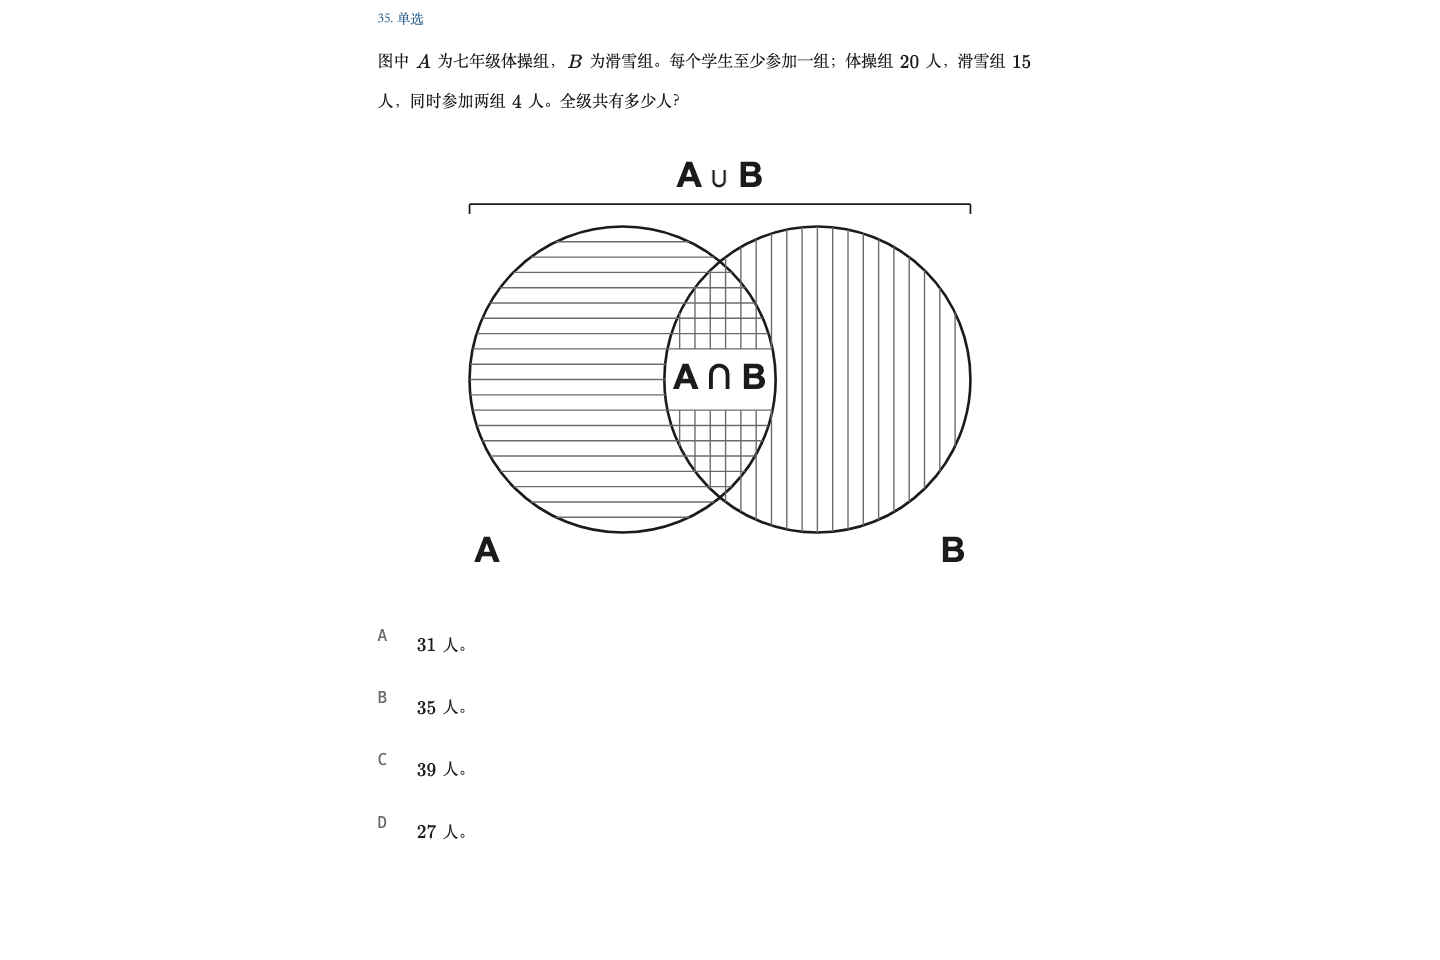 35. 单选
图中 A 为七年级体操组，B 为滑雪组。每个学生至少参加一组；体操组 20 人，滑雪组 15
人，同时参加两组 4 人。全级共有多少人？
A ∪ B
A ∩ B
A
B
A 31 人。
B 35 人。
C 39 人。
D 27 人。